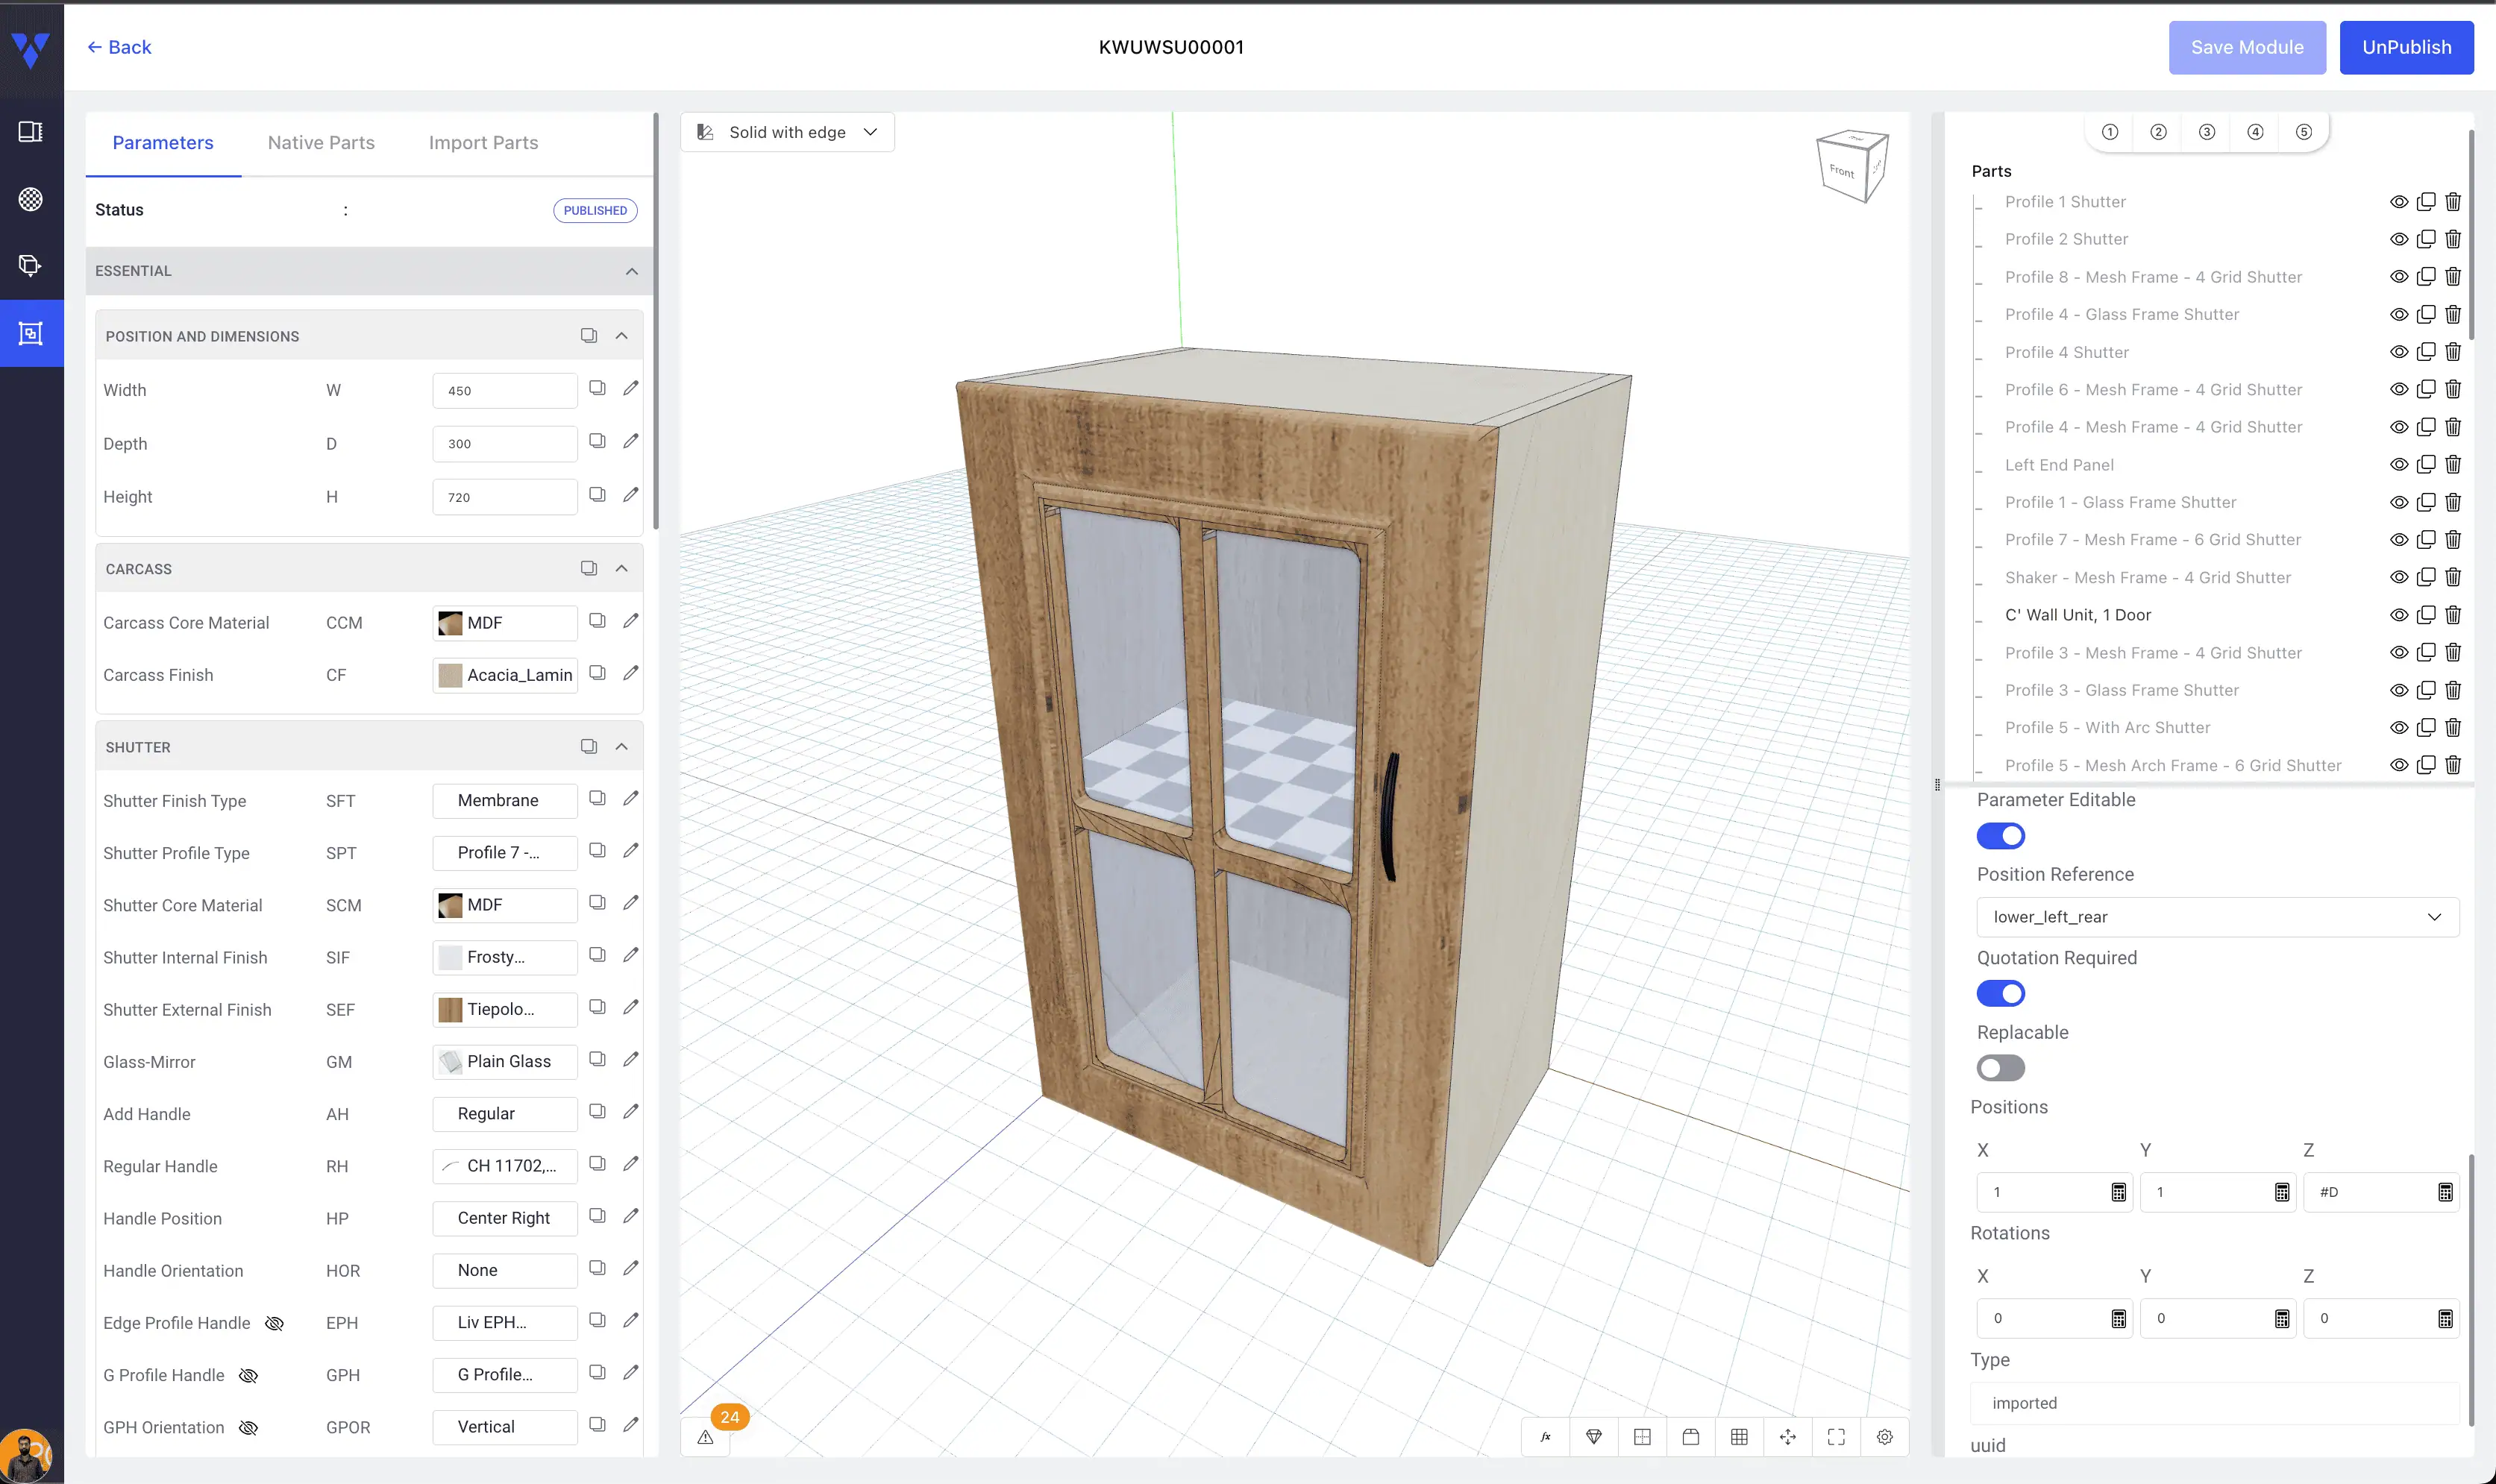 Back
KWUWSU00001
Save Module
UnPublish
Parameters
Native Parts
Import Parts
Status :
PUBLISHED
ESSENTIAL
POSITION AND DIMENSIONS
Width W 450
Depth D 300
Height H 720
CARCASS
Carcass Core Material CCM MDF
Carcass Finish CF Acacia_Lamin
SHUTTER
Shutter Finish Type SFT Membrane
Shutter Profile Type SPT Profile 7 -...
Shutter Core Material SCM MDF
Shutter Internal Finish SIF Frosty...
Shutter External Finish SEF Tiepolo...
Glass-Mirror GM Plain Glass
Add Handle AH Regular
Regular Handle RH CH 11702,...
Handle Position HP Center Right
Handle Orientation HOR None
Edge Profile Handle EPH Liv EPH...
G Profile Handle GPH G Profile...
GPH Orientation GPOR Vertical
Solid with edge
Front
24
fx
1 2 3 4 5
Parts
Profile 1 Shutter
Profile 2 Shutter
Profile 8 - Mesh Frame - 4 Grid Shutter
Profile 4 - Glass Frame Shutter
Profile 4 Shutter
Profile 6 - Mesh Frame - 4 Grid Shutter
Profile 4 - Mesh Frame - 4 Grid Shutter
Left End Panel
Profile 1 - Glass Frame Shutter
Profile 7 - Mesh Frame - 6 Grid Shutter
Shaker - Mesh Frame - 4 Grid Shutter
C' Wall Unit, 1 Door
Profile 3 - Mesh Frame - 4 Grid Shutter
Profile 3 - Glass Frame Shutter
Profile 5 - With Arc Shutter
Profile 5 - Mesh Arch Frame - 6 Grid Shutter
Parameter Editable
Position Reference
lower_left_rear
Quotation Required
Replacable
Positions
X Y Z
1 1 #D
Rotations
X Y Z
0 0 0
Type
imported
uuid